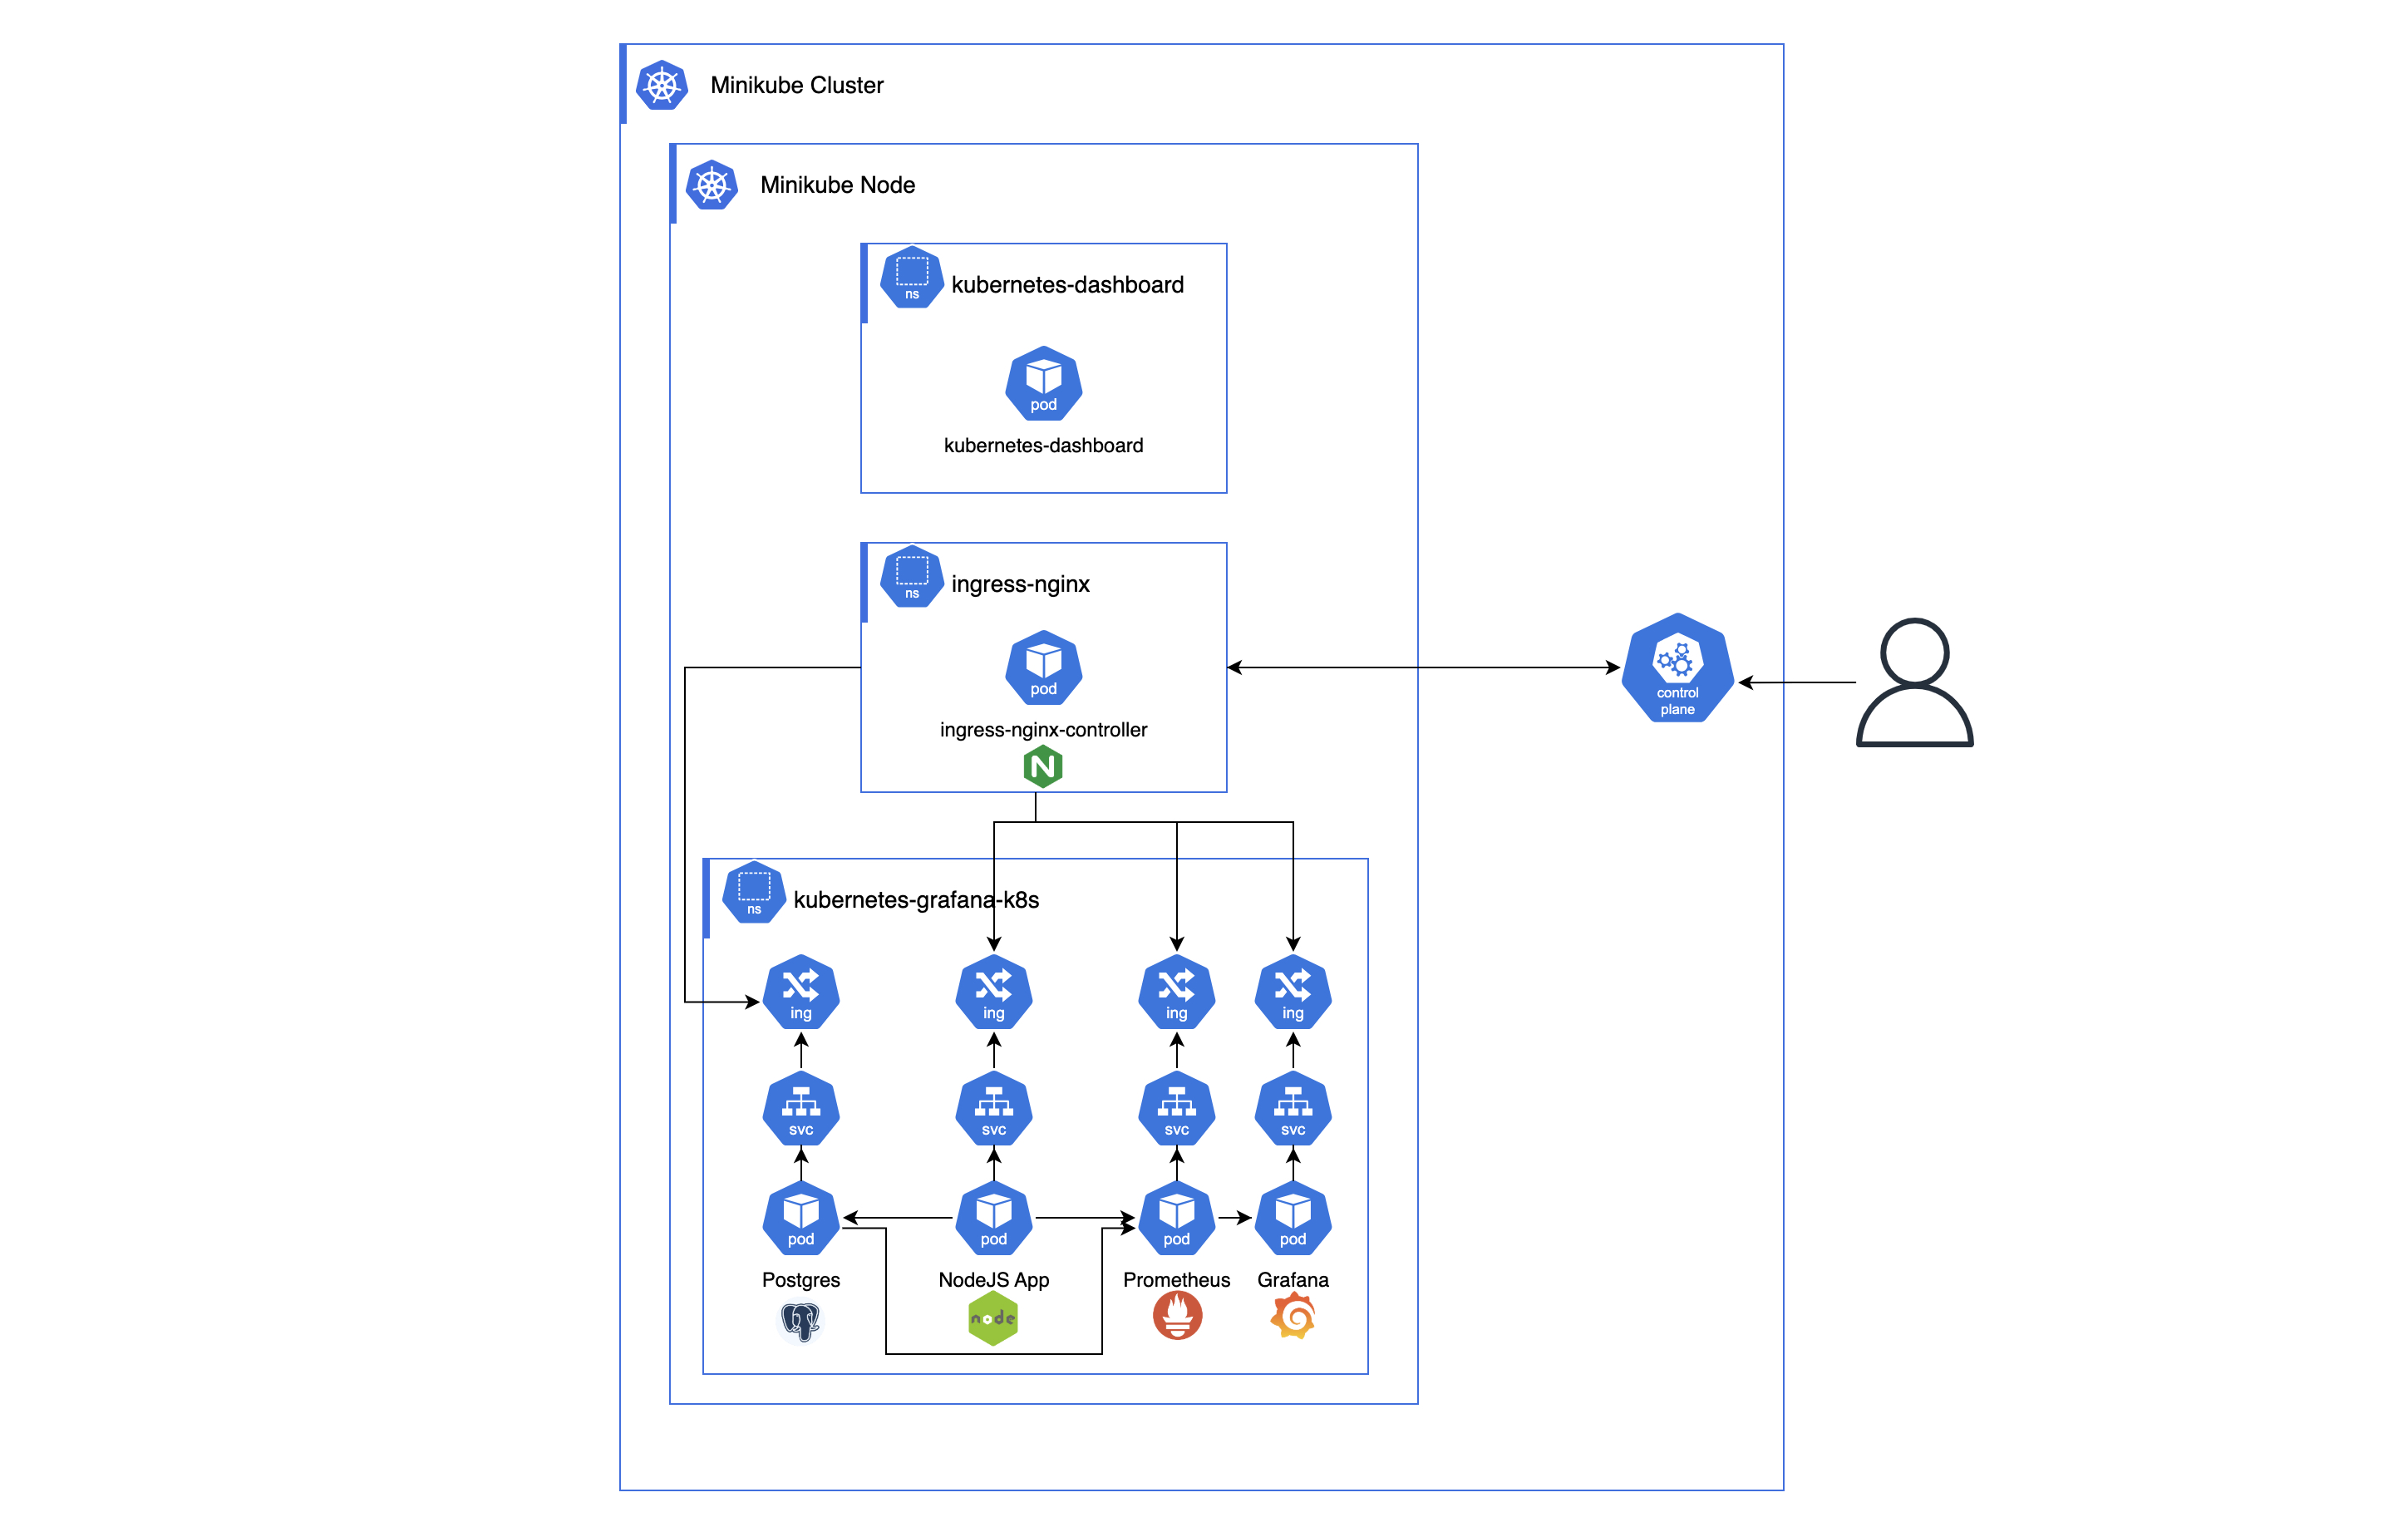 Minikube Cluster
Minikube Node
ns
kubernetes-dashboard
pod
kubernetes-dashboard
ns
ingress-nginx
pod
ingress-nginx-controller
N
control
plane
ns
kubernetes-grafana-k8s
ing
ing
ing
ing
svc
svc
svc
svc
pod
pod
pod
pod
Postgres
NodeJS App
Prometheus
Grafana
node